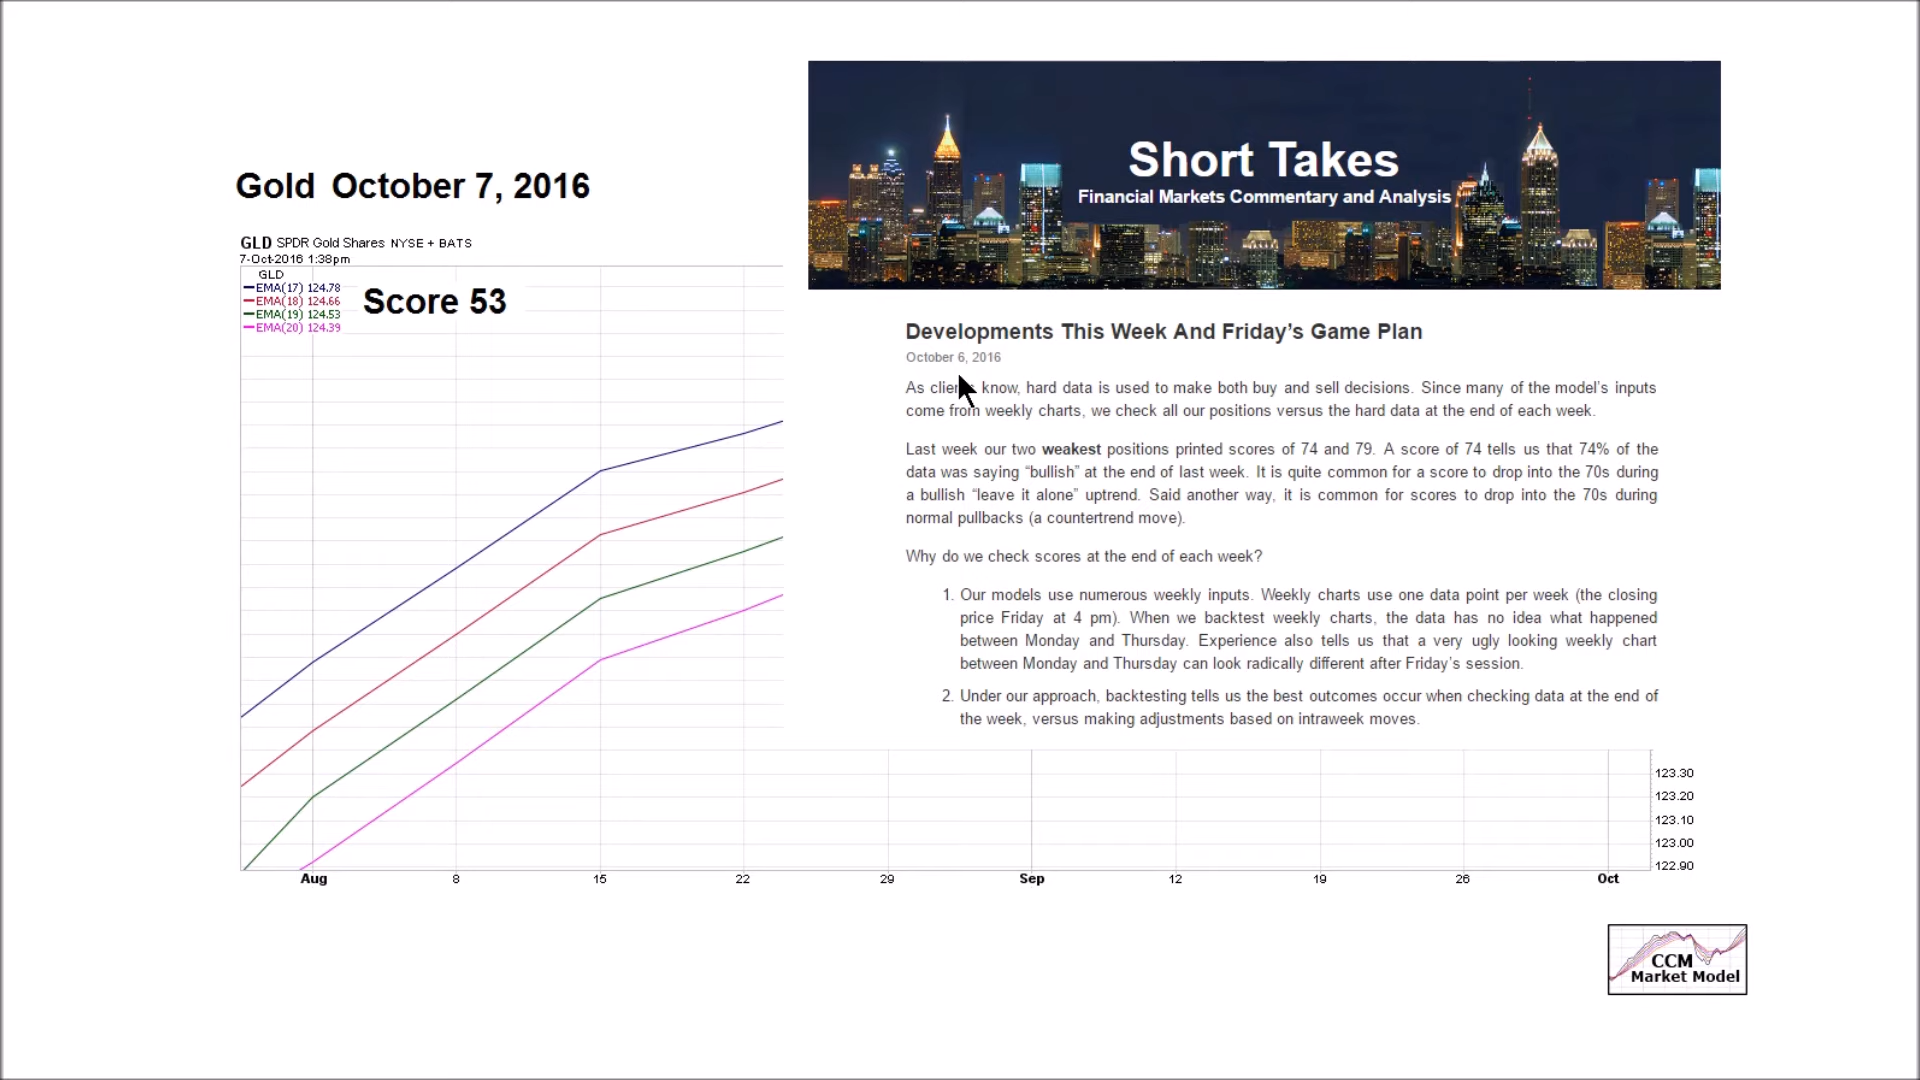 Gold October 7, 2016
GLD SPDR Gold Shares NYSE + BATS
7-Oct-2016 1:38pm
GLD
EMA(17) 124.78
EMA(18) 124.66
EMA(19) 124.53
EMA(20) 124.39
Score 53
Short Takes
Financial Markets Commentary and Analysis
Developments This Week And Friday's Game Plan
October 6, 2016
As clients know, hard data is used to make both buy and sell decisions. Since many of the model's inputs
come from weekly charts, we check all our positions versus the hard data at the end of each week.
Last week our two weakest positions printed scores of 74 and 79. A score of 74 tells us that 74% of the
data was saying “bullish” at the end of last week. It is quite common for a score to drop into the 70s during
a bullish “leave it alone” uptrend. Said another way, it is common for scores to drop into the 70s during
normal pullbacks (a countertrend move).
Why do we check scores at the end of each week?
1. Our models use numerous weekly inputs. Weekly charts use one data point per week (the closing
price Friday at 4 pm). When we backtest weekly charts, the data has no idea what happened
between Monday and Thursday. Experience also tells us that a very ugly looking weekly chart
between Monday and Thursday can look radically different after Friday's session.
2. Under our approach, backtesting tells us the best outcomes occur when checking data at the end of
the week, versus making adjustments based on intraweek moves.
123.30
123.20
123.10
123.00
122.90
Aug 8 15 22 29 Sep 12 19 26 Oct
CCM
Market Model